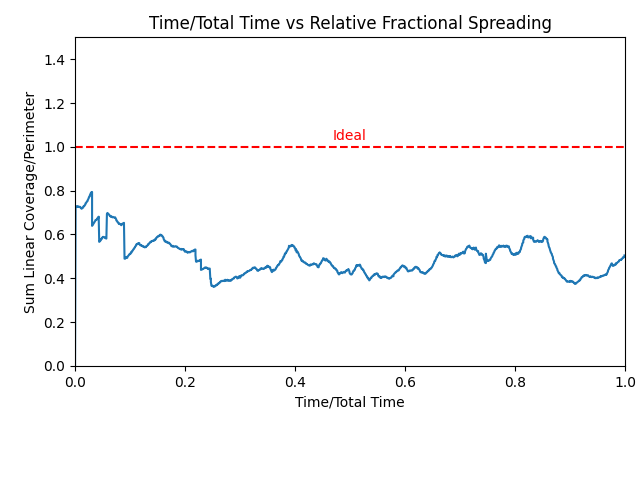 Time/Total Time vs Relative Fractional Spreading
Sum Linear Coverage/Perimeter
1.4
1.2
1.0
0.8
0.6
0.4
0.2
0.0
Ideal
0.0 0.2 0.4 0.6 0.8 1.0
Time/Total Time